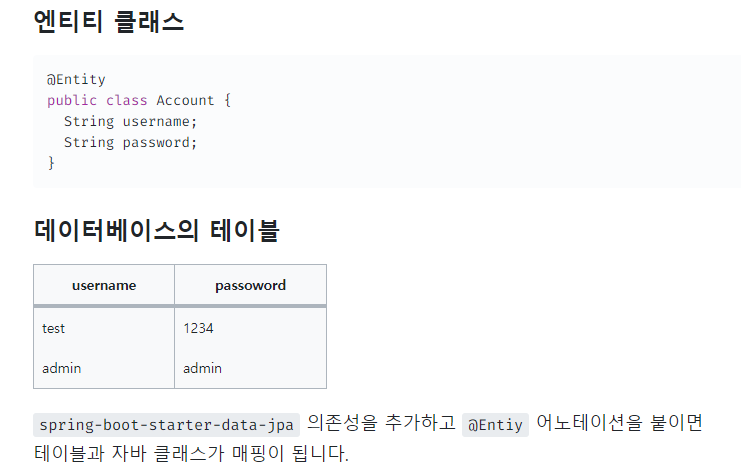 엔티티 클래스
@Entity
public class Account {
  String username;
  String password;
}
데이터베이스의 테이블
username passoword
test 1234
admin admin
spring-boot-starter-data-jpa 의존성을 추가하고 @Entiy 어노테이션을 붙이면
테이블과 자바 클래스가 매핑이 됩니다.